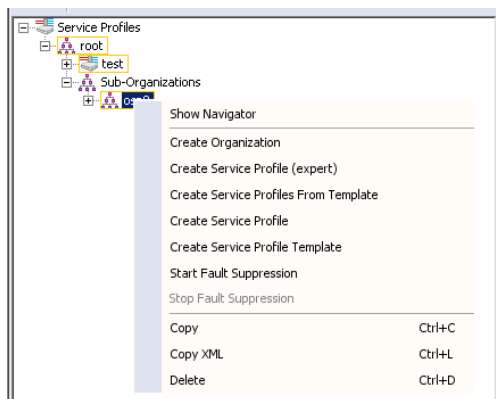 Service Profiles
root
test
Sub-Organizations
Show Navigator
Create Organization
Create Service Profile (expert)
Create Service Profiles From Template
Create Service Profile
Create Service Profile Template
Start Fault Suppression
Stop Fault Suppression
Copy Ctrl+C
Copy XML Ctrl+L
Delete Ctrl+D